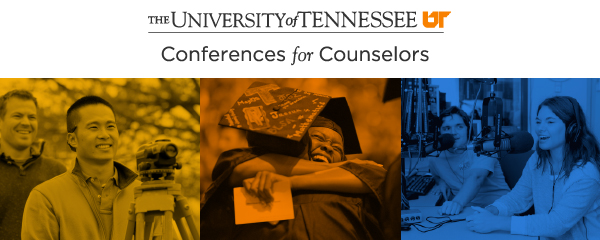 THE UNIVERSITY of TENNESSEE UT
Conferences for Counselors